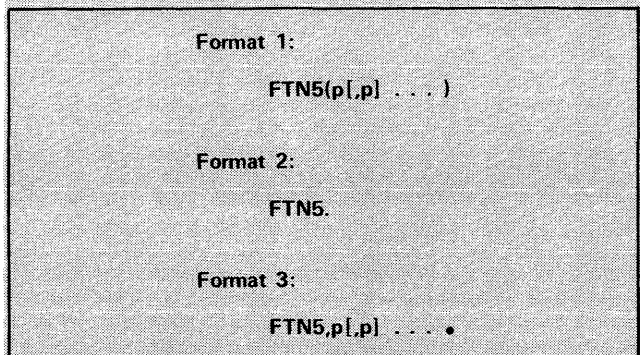 Format 1:
FTN5(p[,p] . . . )
Format 2:
FTN5.
Format 3:
FTN5,p[,p] . . . .